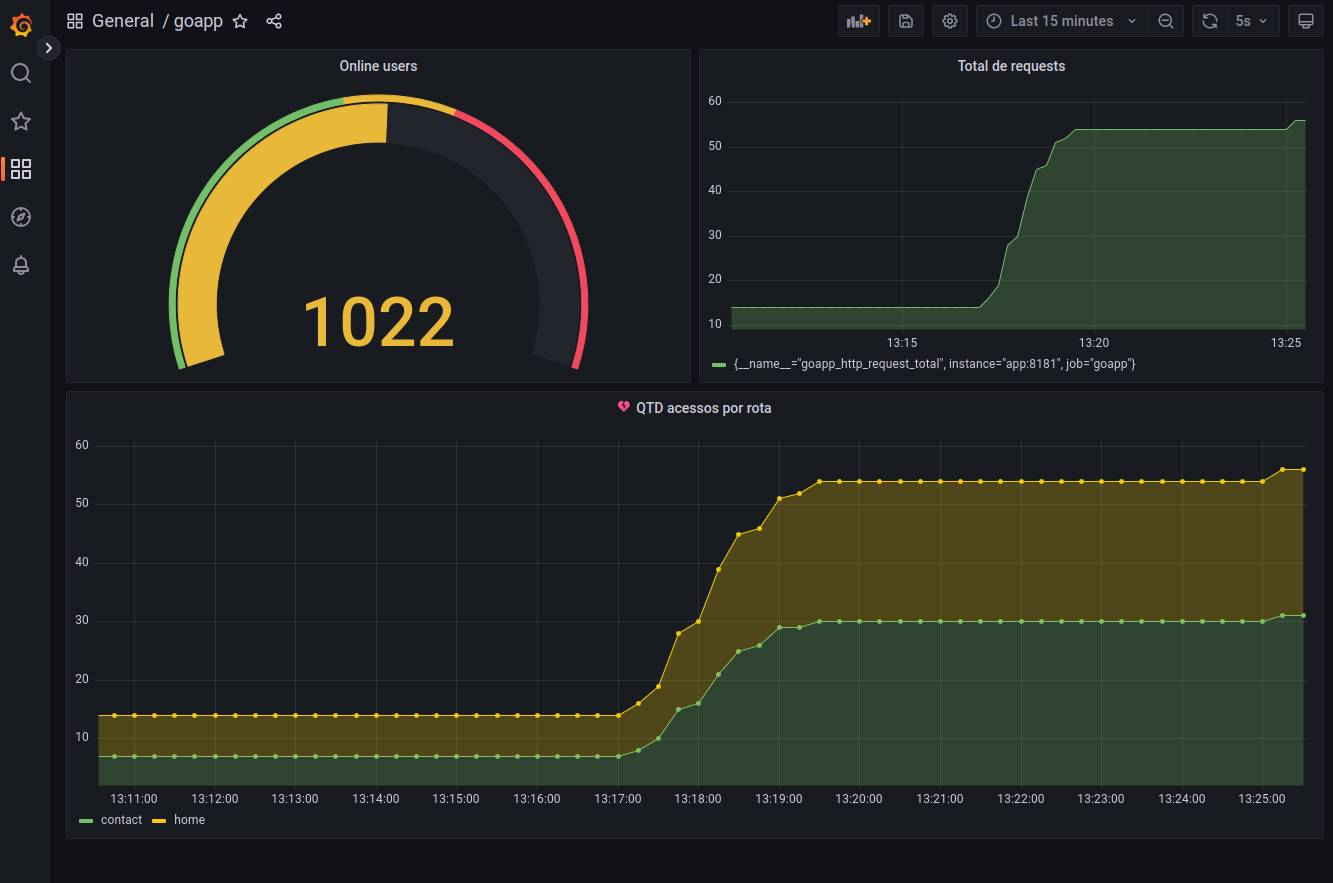 General / goapp
Last 15 minutes
5s
Online users
1022
Total de requests
60
50
40
30
20
10
13:15 13:20 13:25
{__name__="goapp_http_request_total", instance="app:8181", job="goapp"}
QTD acessos por rota
60
50
40
30
20
10
13:11:00 13:12:00 13:13:00 13:14:00 13:15:00 13:16:00 13:17:00 13:18:00 13:19:00 13:20:00 13:21:00 13:22:00 13:23:00 13:24:00 13:25:00
contact home